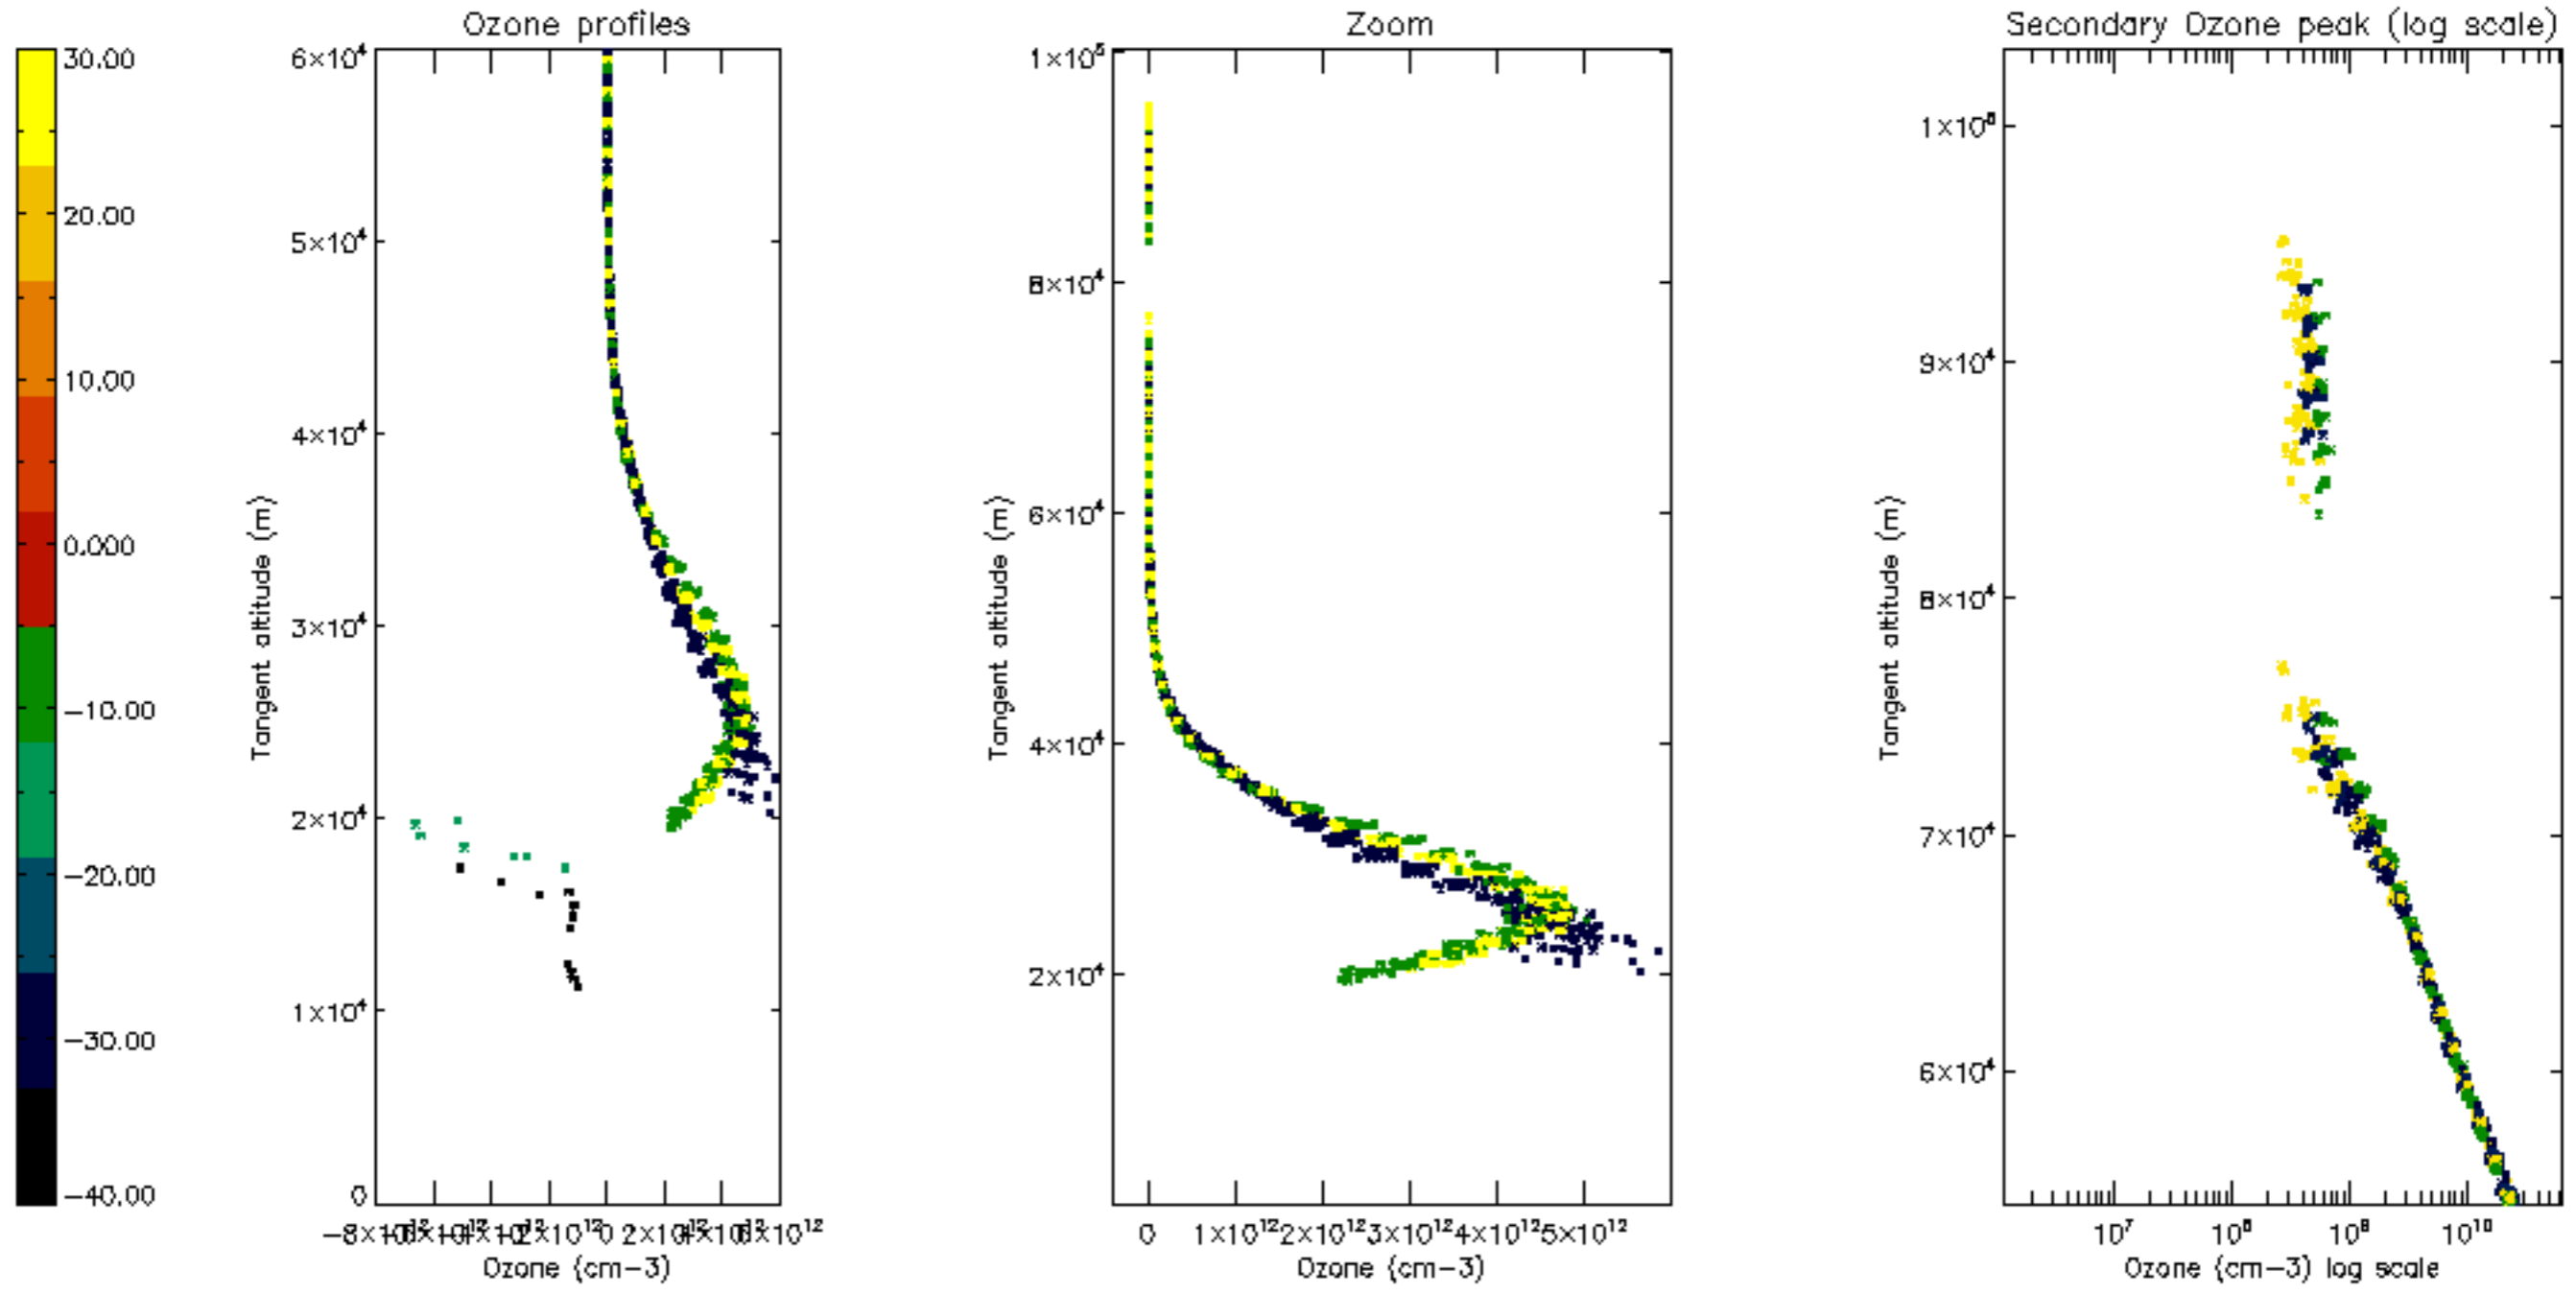 Ozone profiles
Zoom
Secondary Ozone peak (log scale)
30.00
20.00
10.00
0.000
−10.00
−20.00
−30.00
−40.00
6×10⁴
5×10⁴
4×10⁴
3×10⁴
2×10⁴
1×10⁴
0
Tangent altitude (m)
0 2×10¹²
Ozone (cm−3)
1×10⁵
8×10⁴
6×10⁴
4×10⁴
2×10⁴
Tangent altitude (m)
0 1×10¹² 2×10¹² 3×10¹² 4×10¹² 5×10¹²
Ozone (cm−3)
1×10⁵
9×10⁴
8×10⁴
7×10⁴
6×10⁴
Tangent altitude (m)
10⁷ 10⁸ 10⁹ 10¹⁰
Ozone (cm−3) log scale